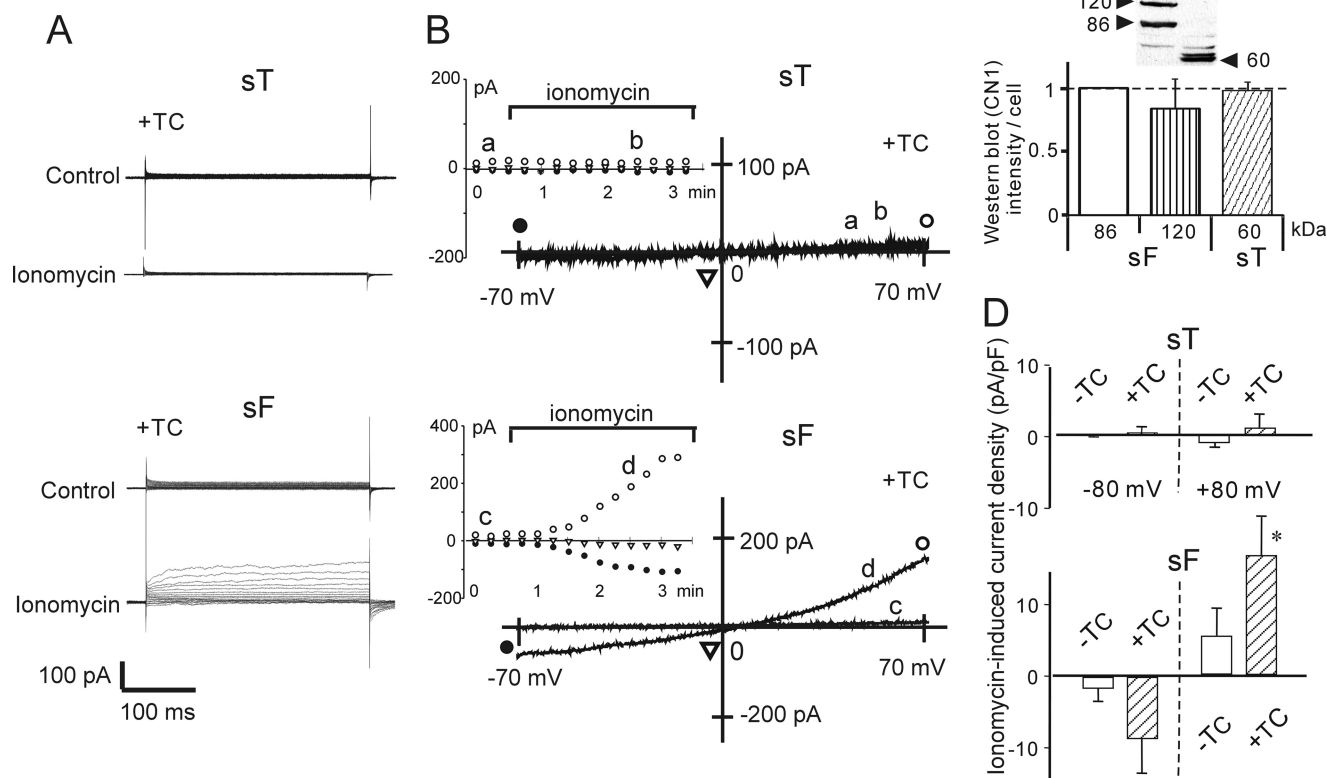 A
sT
+TC
Control
Ionomycin
sF
+TC
Control
Ionomycin
100 pA
100 ms
B
200
pA
ionomycin
sT
a
b
+TC
0
100 pA
0
1
2
3
min
a
b
-200
0
-70 mV
70 mV
-100 pA
400
pA
ionomycin
sF
d
+TC
200
c
0
200 pA
0
1
2
3
min
-200
d
c
0
-70 mV
70 mV
-200 pA
120
86
60
Western blot (CN1)
intensity / cell
1
0.5
0
86
120
60
kDa
sF
sT
D
Ionomycin-induced current density (pA/pF)
sT
10
-TC
+TC
-TC
+TC
0
-80 mV
+80 mV
-10
sF
*
10
-TC
+TC
0
-TC
+TC
-10